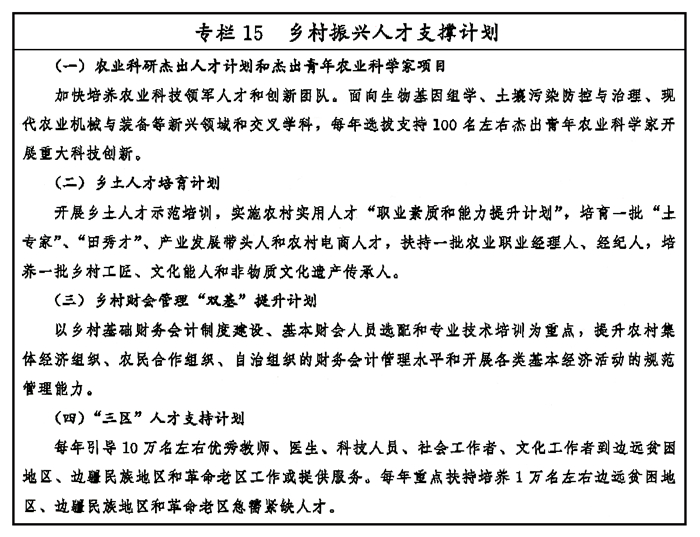 专栏15 乡村振兴人才支撑计划
（一）农业科研杰出人才计划和杰出青年农业科学家项目
加快培养农业科技领军人才和创新团队。面向生物基因组学、土壤污染防控与治理、现
代农业机械与装备等新兴领域和交叉学科，每年选拔支持100名左右杰出青年农业科学家开
展重大科技创新。
（二）乡土人才培育计划
开展乡土人才示范培训，实施农村实用人才“职业素质和能力提升计划”，培育一批“土
专家”、“田秀才”、产业发展带头人和农村电商人才，扶持一批农业职业经理人、经纪人，培
养一批乡村工匠、文化能人和非物质文化遗产传承人。
（三）乡村财会管理“双基”提升计划
以乡村基础财务会计制度建设、基本财会人员选配和专业技术培训为重点，提升农村集
体经济组织、农民合作组织、自治组织的财务会计管理水平和开展各类基本经济活动的规范
管理能力。
（四）“三区”人才支持计划
每年引导10万名左右优秀教师、医生、科技人员、社会工作者、文化工作者到边远贫困
地区、边疆民族地区和革命老区工作或提供服务。每年重点扶持培养1万名左右边远贫困地
区、边疆民族地区和革命老区急需紧缺人才。